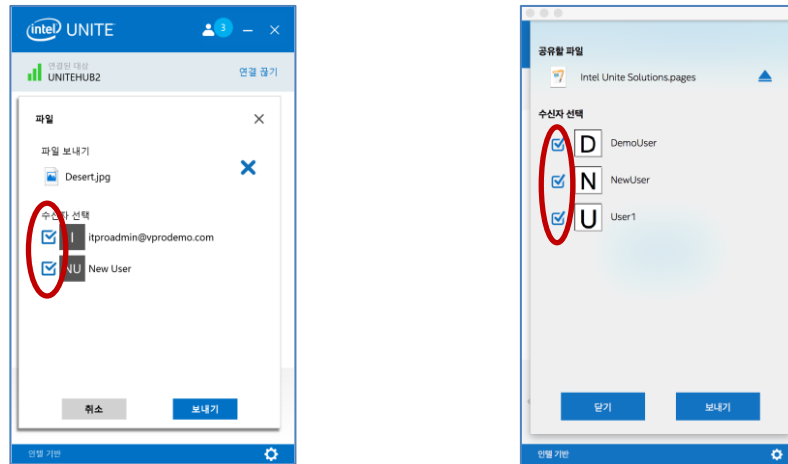 intel UNITE
3
연결된 대상
UNITEHUB2
연결 끊기
파일
파일 보내기
Desert.jpg
수신자 선택
I itproadmin@vprodemo.com
NU New User
취소
보내기
인텔 기반
공유할 파일
Intel Unite Solutions.pages
수신자 선택
D DemoUser
N NewUser
U User1
닫기
보내기
인텔 기반